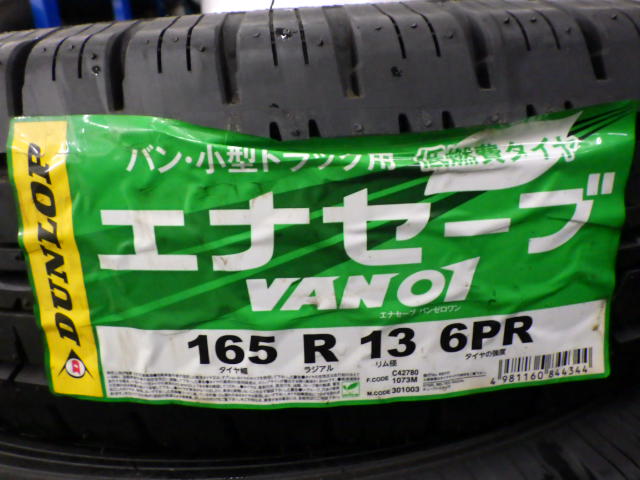 DUNLOP
バン・小型トラック用 低燃費タイヤ
エナセーブ
VAN01
エナセーブ バンゼロワン
165 R 13 6PR
タイヤ幅 ラジアル リム径 タイヤの強度
C42780
F.CODE 1073M
M.CODE 301003
4 981160 844344